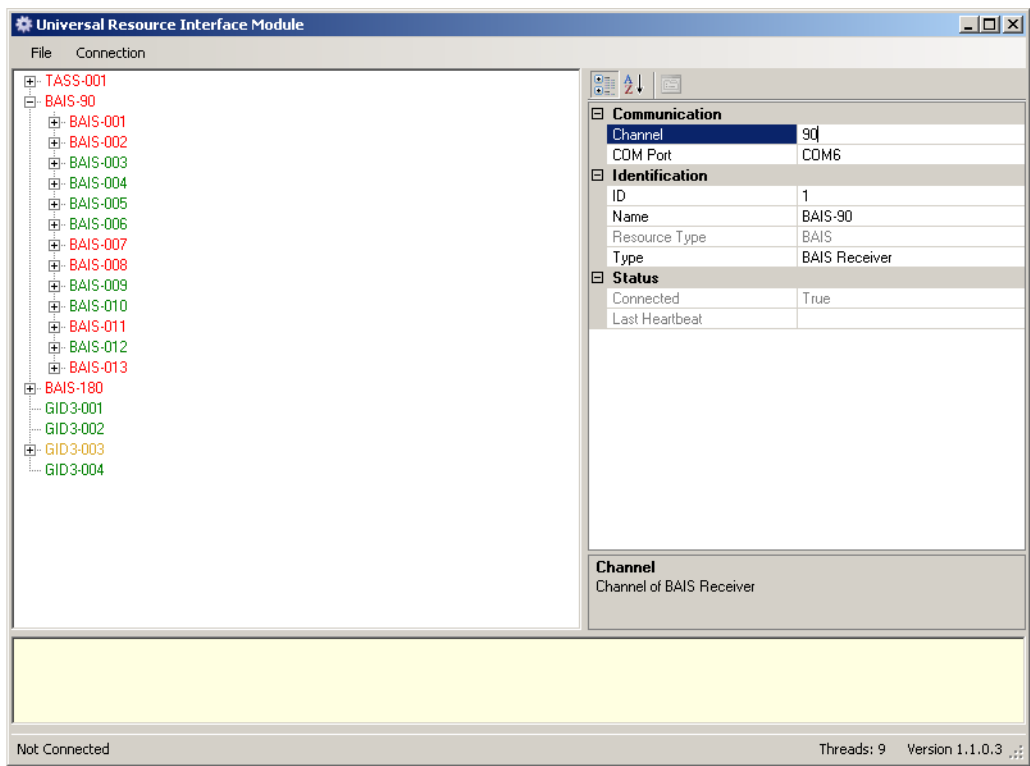 Universal Resource Interface Module
File Connection
TASS-001
BAIS-90
BAIS-001
BAIS-002
BAIS-003
BAIS-004
BAIS-005
BAIS-006
BAIS-007
BAIS-008
BAIS-009
BAIS-010
BAIS-011
BAIS-012
BAIS-013
BAIS-180
GID3-001
GID3-002
GID3-003
GID3-004
Communication
Channel 90
COM Port COM6
Identification
ID 1
Name BAIS-90
Resource Type BAIS
Type BAIS Receiver
Status
Connected True
Last Heartbeat
Channel
Channel of BAIS Receiver
Not Connected Threads: 9 Version 1.1.0.3